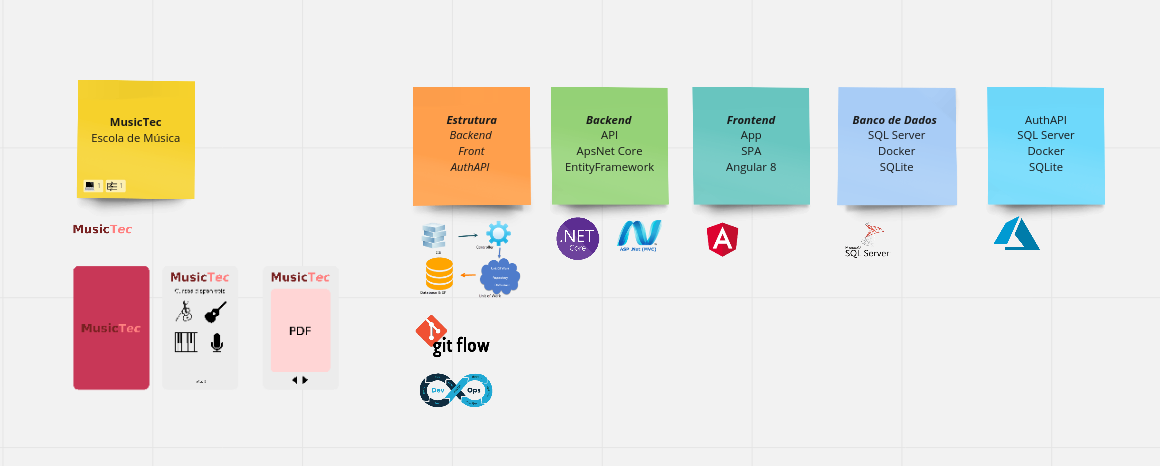 MusicTec
Escola de Música
1 1
MusicTec
MusicTec
MusicTec
MusicTec
PDF
Estrutura
Backend
Front
AuthAPI
git flow
Dev Ops
Backend
API
ApsNet Core
EntityFramework
.NET
Core
ASP .Net (MVC)
Frontend
App
SPA
Angular 8
A
Banco de Dados
SQL Server
Docker
SQLite
Microsoft
SQL Server
AuthAPI
SQL Server
Docker
SQLite